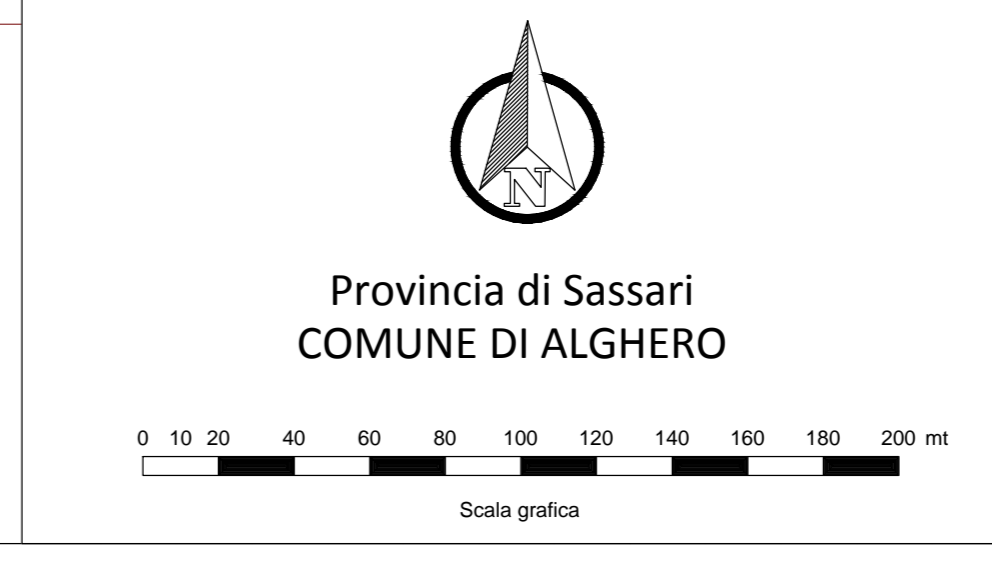 N
Provincia di Sassari
COMUNE DI ALGHERO
0 10 20 40 60 80 100 120 140 160 180 200 mt
Scala grafica